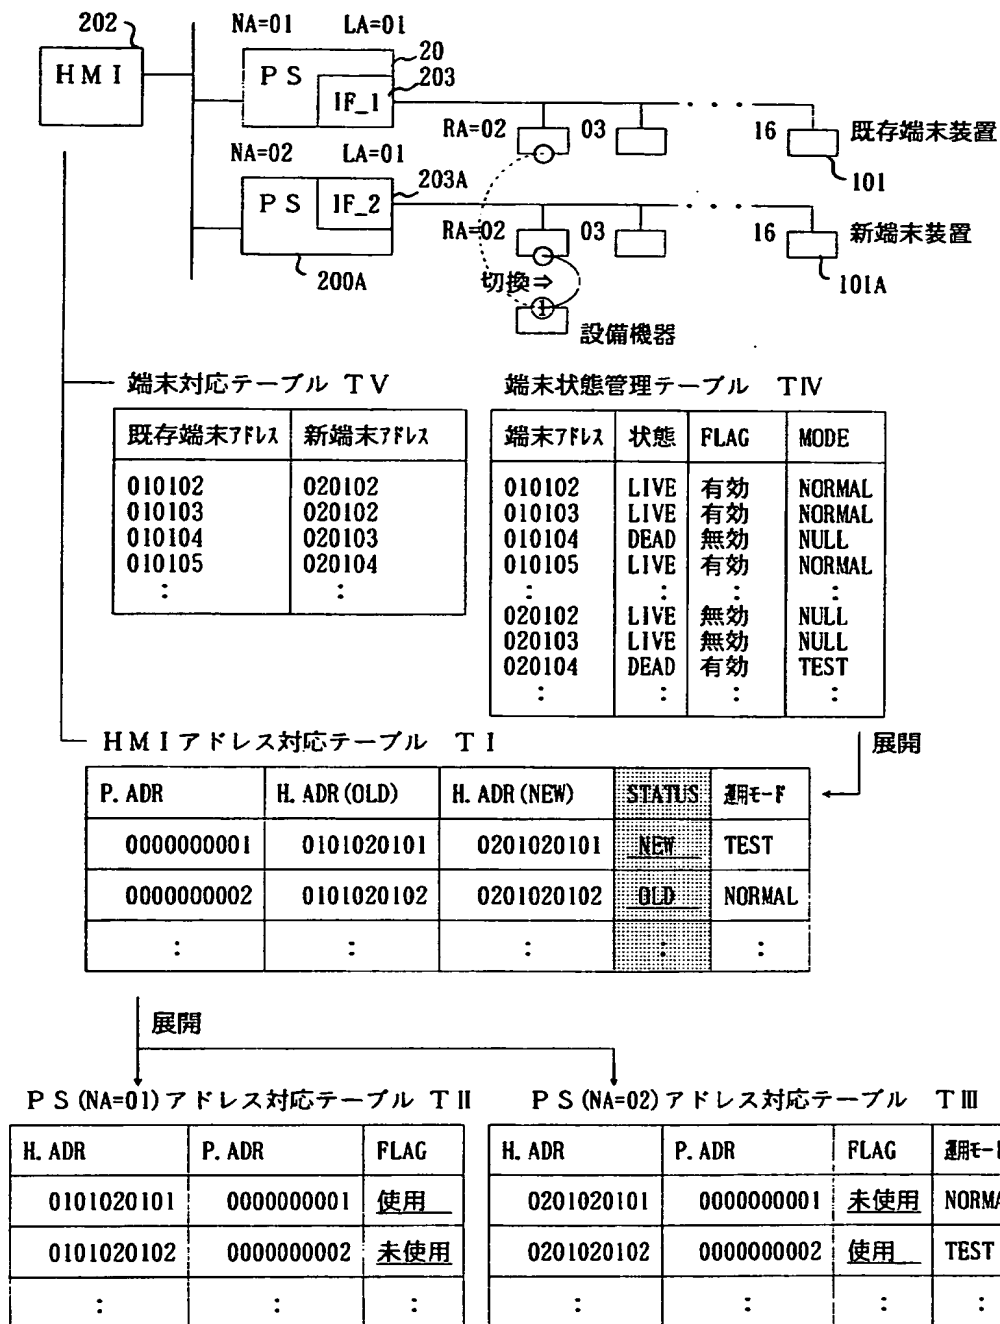 202
NA=01 LA=01
HMI
PS
20
203
IF_1
RA=02 03 16 既存端末装置
101
NA=02 LA=01
PS
IF_2
203A
RA=02 03 16 新端末装置
200A
101A
切換⇒
1
設備機器
端末対応テーブル TV
既存端末アドレス 新端末アドレス
010102 020102
010103 020102
010104 020103
010105 020104
: :
端末状態管理テーブル TIV
端末アドレス 状態 FLAG MODE
010102 LIVE 有効 NORMAL
010103 LIVE 有効 NORMAL
010104 DEAD 無効 NULL
010105 LIVE 有効 NORMAL
: : : :
020102 LIVE 無効 NULL
020103 LIVE 無効 NULL
020104 DEAD 有効 TEST
: : : :
展開
HMIアドレス対応テーブル TI
P. ADR H. ADR(OLD) H. ADR(NEW) STATUS 運用モード
0000000001 0101020101 0201020101 NEW TEST
0000000002 0101020102 0201020102 OLD NORMAL
: : : : :
展開
PS(NA=01)アドレス対応テーブル TII
H. ADR P. ADR FLAG
0101020101 0000000001 使用
0101020102 0000000002 未使用
: : :
PS(NA=02)アドレス対応テーブル TIII
H. ADR P. ADR FLAG 運用モード
0201020101 0000000001 未使用 NORMA
0201020102 0000000002 使用 TEST
: : : :